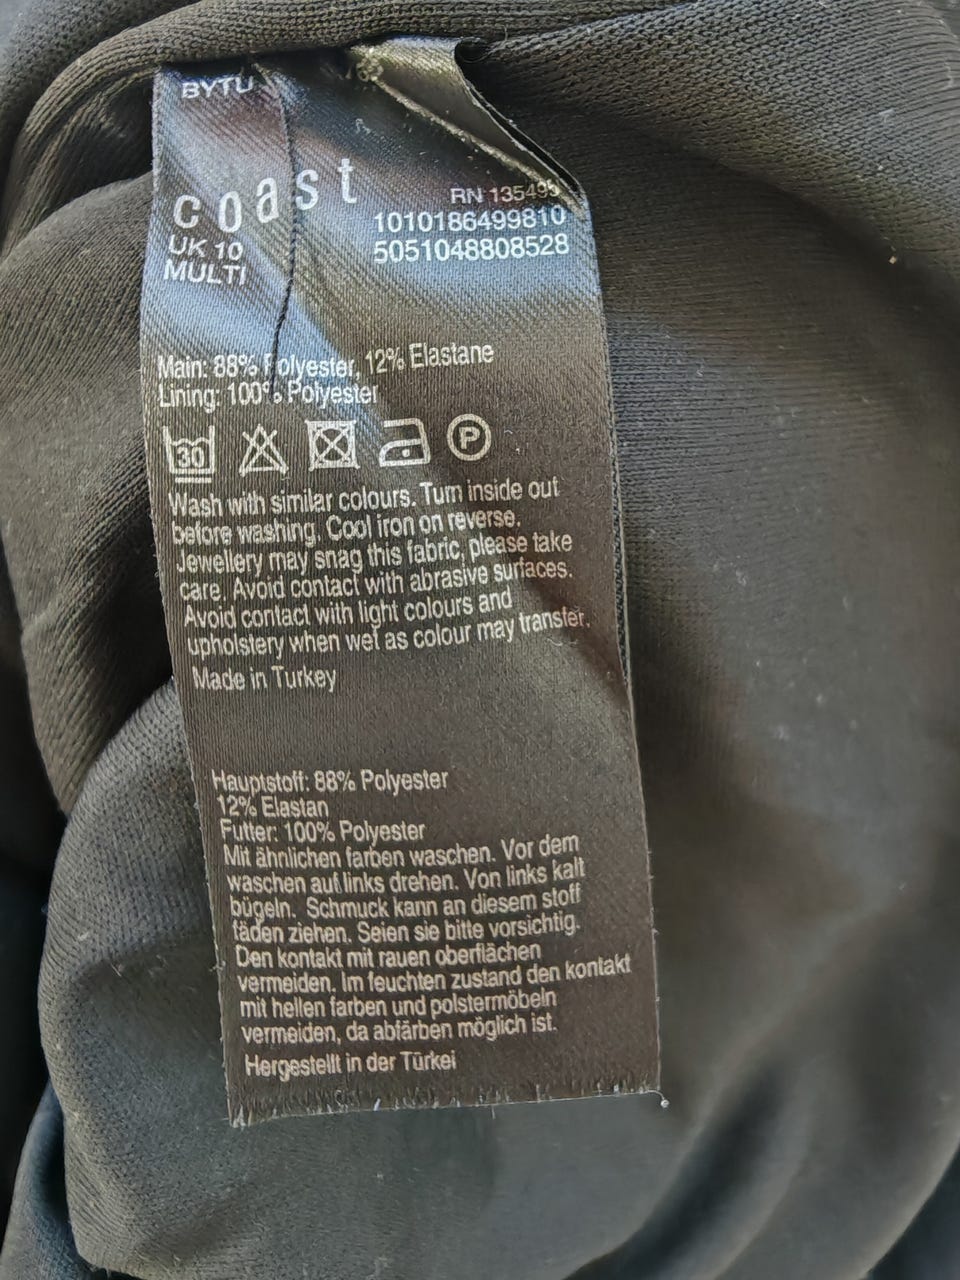 BYTU
coast
RN 135495
1010186499810
UK 10
5051048808528
MULTI
Main: 88% Polyester, 12% Elastane
Lining: 100% Polyester
30
P
Wash with similar colours. Turn inside out
before washing. Cool iron on reverse.
Jewellery may snag this fabric, please take
care. Avoid contact with abrasive surfaces.
Avoid contact with light colours and
upholstery when wet as colour may transfer.
Made in Turkey
Hauptstoff: 88% Polyester
12% Elastan
Futter: 100% Polyester
Mit ähnlichen farben waschen. Vor dem
waschen auf links drehen. Von links kalt
bügeln. Schmuck kann an diesem stoff
fäden ziehen. Seien sie bitte vorsichtig.
Den kontakt mit rauen oberflächen
vermeiden. Im feuchten zustand den kontakt
mit hellen farben und polstermöbeln
vermeiden, da abfärben möglich ist.
Hergestellt in der Türkei